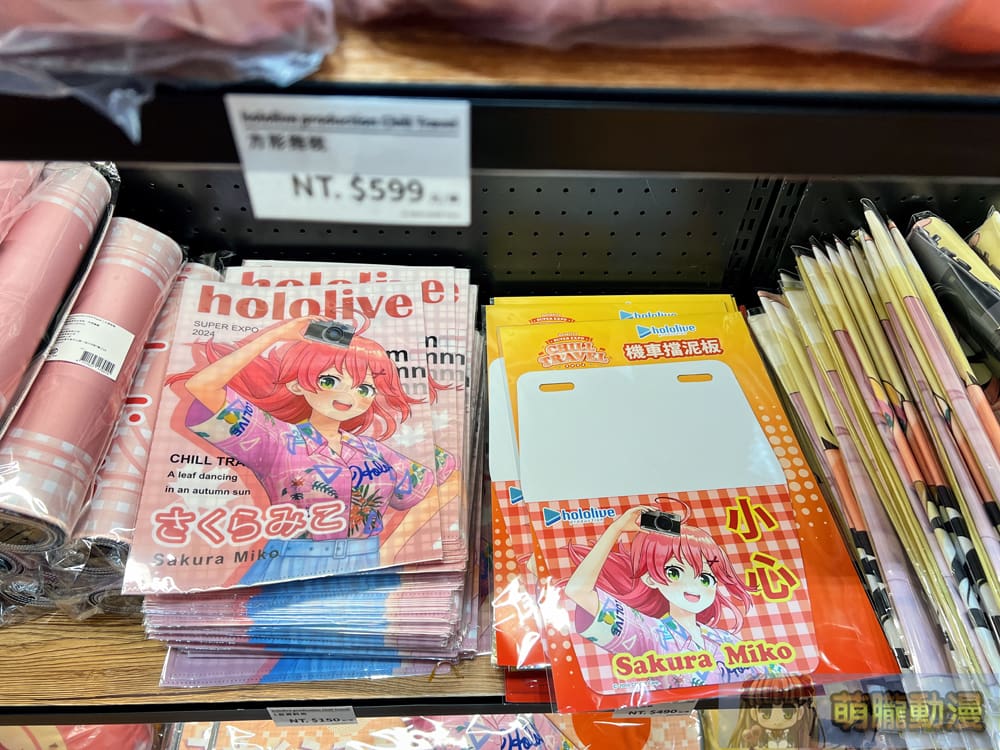 hololive production Chill Travel
方形抱枕
NT. $599
hololive
SUPER EXPO
2024
CHILL TRA
A leaf dancing
in an autumn sun
さくらみこ
Sakura Miko
hololive
hololive
CHILL
TRAVEL
機車擋泥板
hololive
小心
Sakura Miko
NT. $150
NT. $490
萌朧動漫